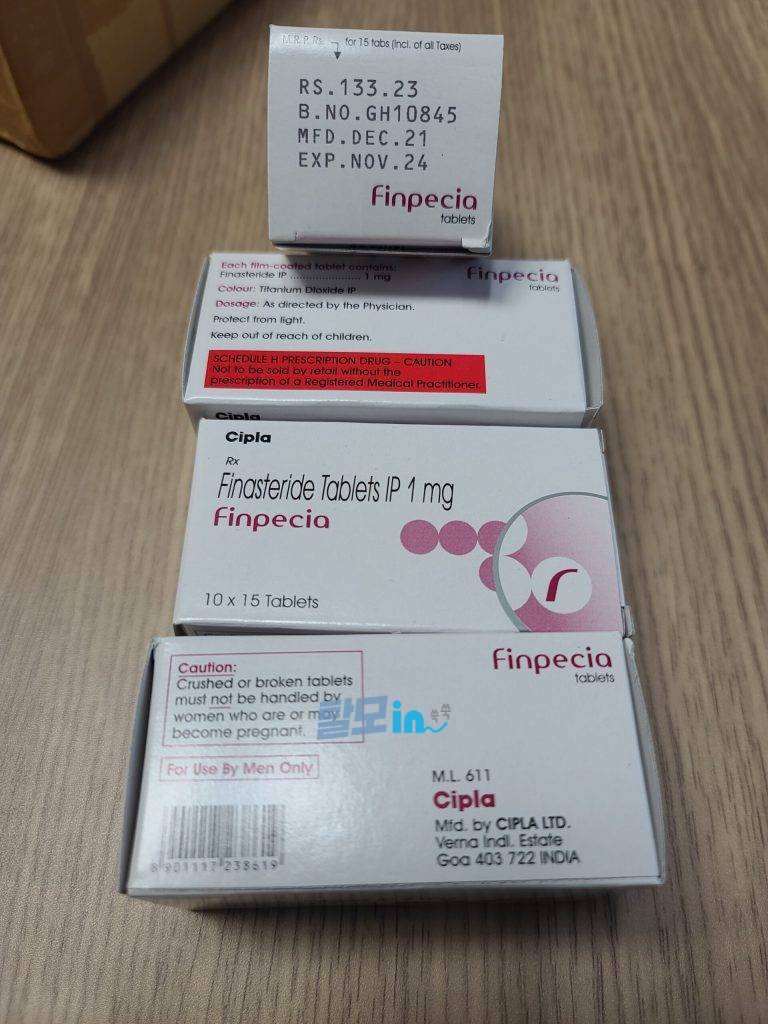 M.R.P. Rs. for 15 tabs (Incl. of all Taxes)
RS.133.23
B.NO.GH10845
MFD.DEC.21
EXP.NOV.24
Finpecia
tablets
Each film-coated tablet contains:
Finasteride IP ..................... 1 mg
Colour: Titanium Dioxide IP
Dosage: As directed by the Physician.
Protect from light.
Keep out of reach of children.
Finpecia
tablets
SCHEDULE H PRESCRIPTION DRUG – CAUTION
Not to be sold by retail without the
prescription of a Registered Medical Practitioner.
Cipla
Cipla
Rx
Finasteride Tablets IP 1 mg
Finpecia
10 x 15 Tablets
Finpecia
tablets
Caution:
Crushed or broken tablets
must not be handled by
women who are or may
become pregnant.
탈모in쑥쑥
For Use By Men Only
8 901117 238619
M.L. 611
Cipla
Mfd. by CIPLA LTD.
Verna Indl. Estate
Goa 403 722 INDIA